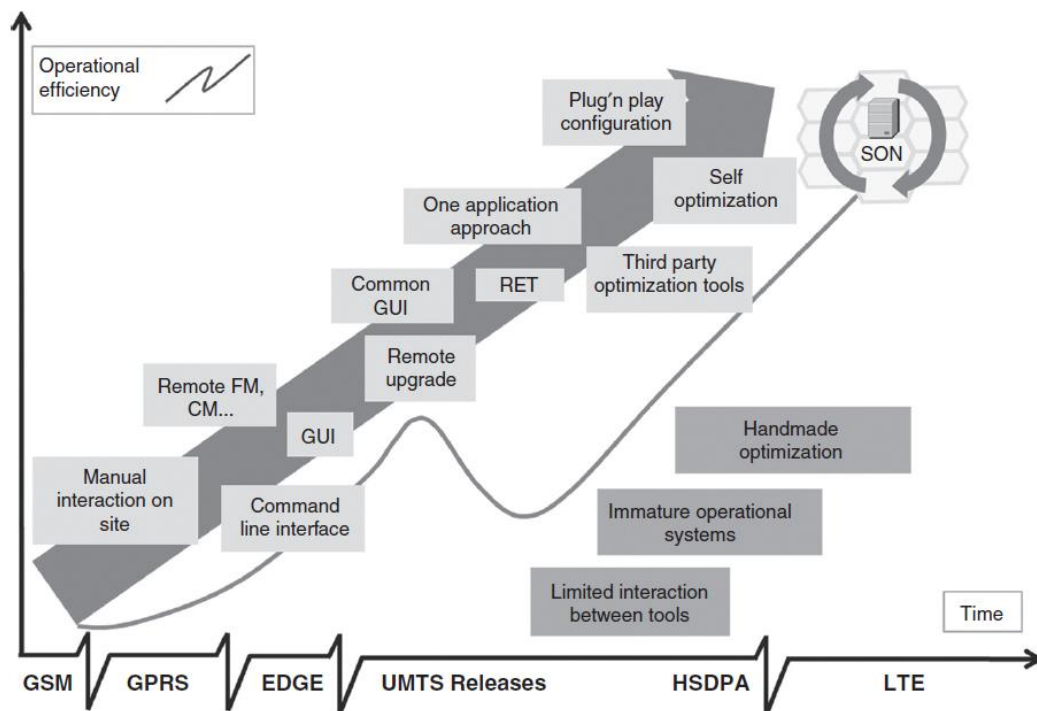 Operational
efficiency
Plug'n play
configuration
SON
Self
optimization
One application
approach
Third party
optimization tools
RET
Common
GUI
Remote
upgrade
Remote FM,
CM...
GUI
Manual
interaction on
site
Command
line interface
Handmade
optimization
Immature operational
systems
Limited interaction
between tools
Time
GSM
GPRS
EDGE
UMTS Releases
HSDPA
LTE